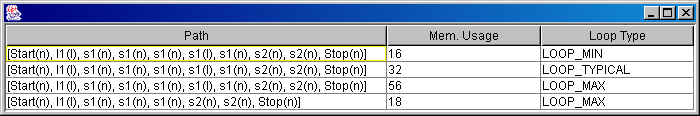 Path Mem. Usage Loop Type
[Start(n), l1(l), s1(n), s1(n), s1(n), s1(l), s1(n), s2(n), s2(n), Stop(n)] 16 LOOP_MIN
[Start(n), l1(l), s1(n), s1(n), s1(n), s1(l), s1(n), s2(n), s2(n), Stop(n)] 32 LOOP_TYPICAL
[Start(n), l1(l), s1(n), s1(n), s1(n), s1(l), s1(n), s2(n), s2(n), Stop(n)] 56 LOOP_MAX
[Start(n), l1(l), s1(n), s1(n), s1(n), s2(n), s2(n), Stop(n)] 18 LOOP_MAX